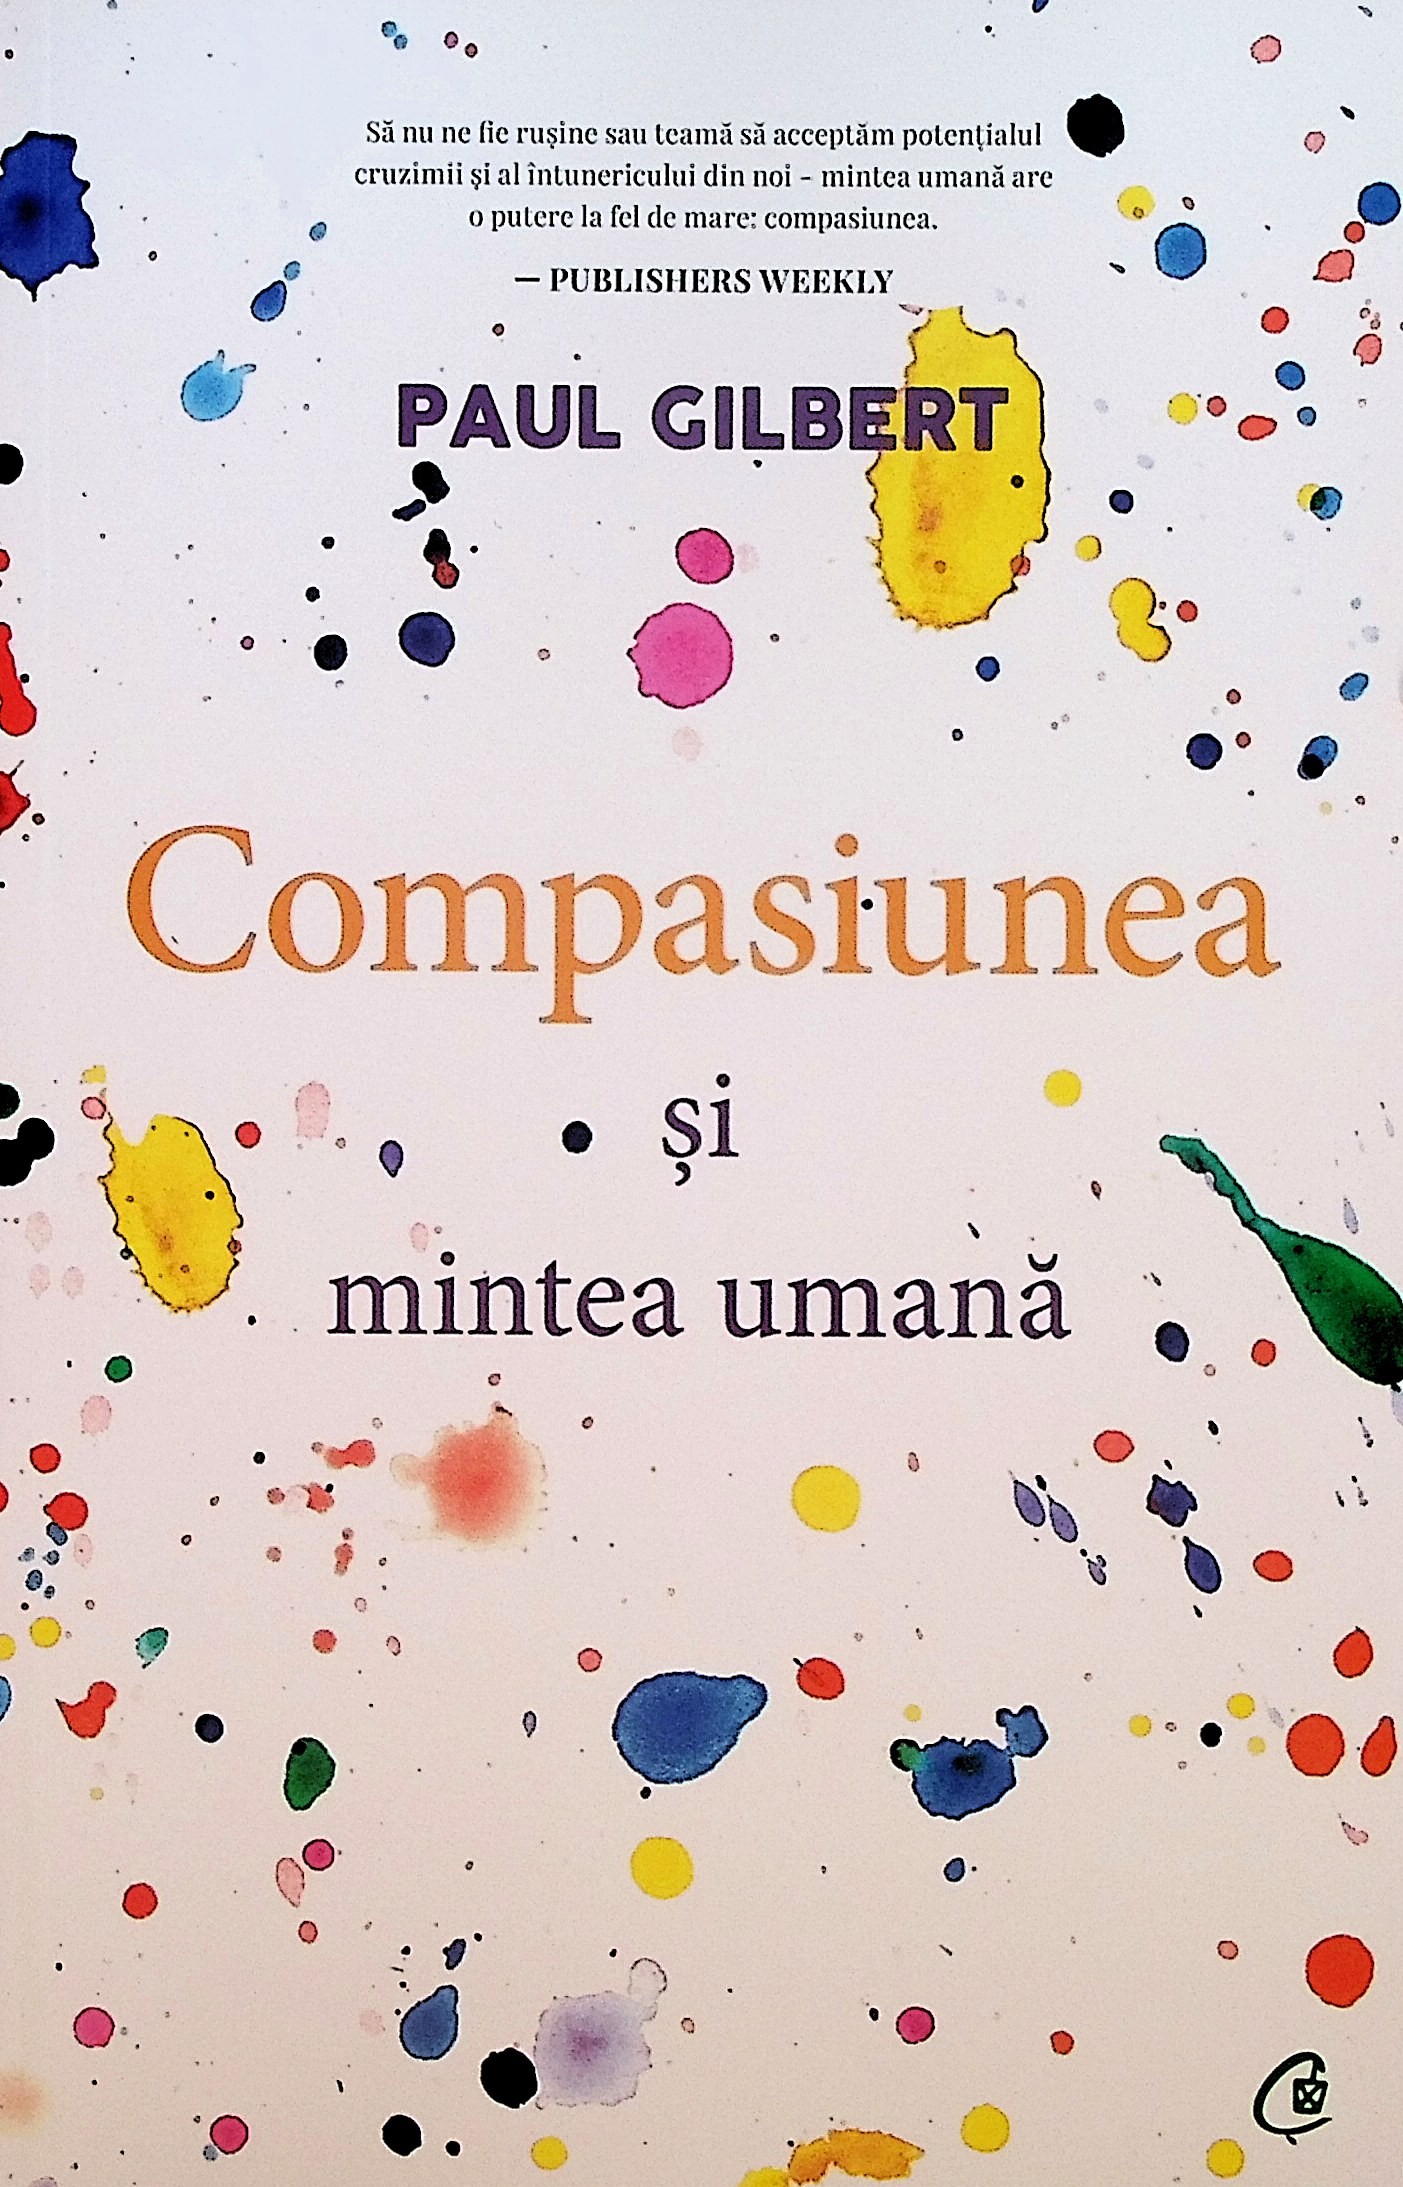 Să nu ne fie rușine sau teamă să acceptăm potențialul
cruzimii și al întunericului din noi – mintea umană are
o putere la fel de mare: compasiunea.
— PUBLISHERS WEEKLY
PAUL GILBERT
Compasiunea
și
mintea umană